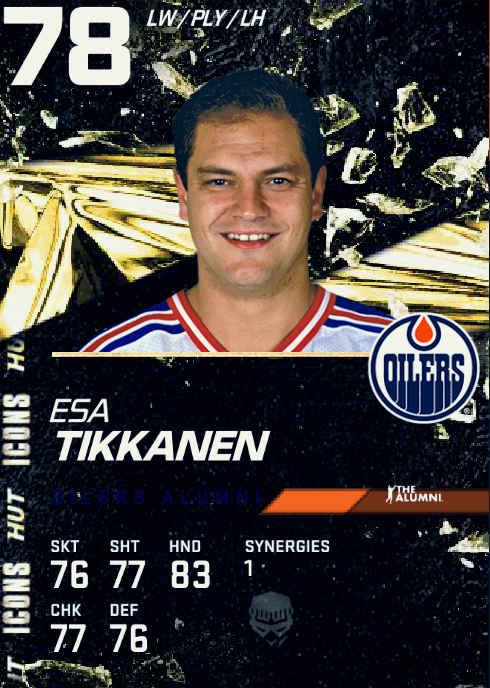 78
LW / PLY / LH
OILERS
ESA
TIKKANEN
OILERS ALUMNI
THE
ALUMNI.
SKT SHT HND SYNERGIES
76 77 83 1
CHK DEF
77 76
HUT ICONS HUT ICONS HUT